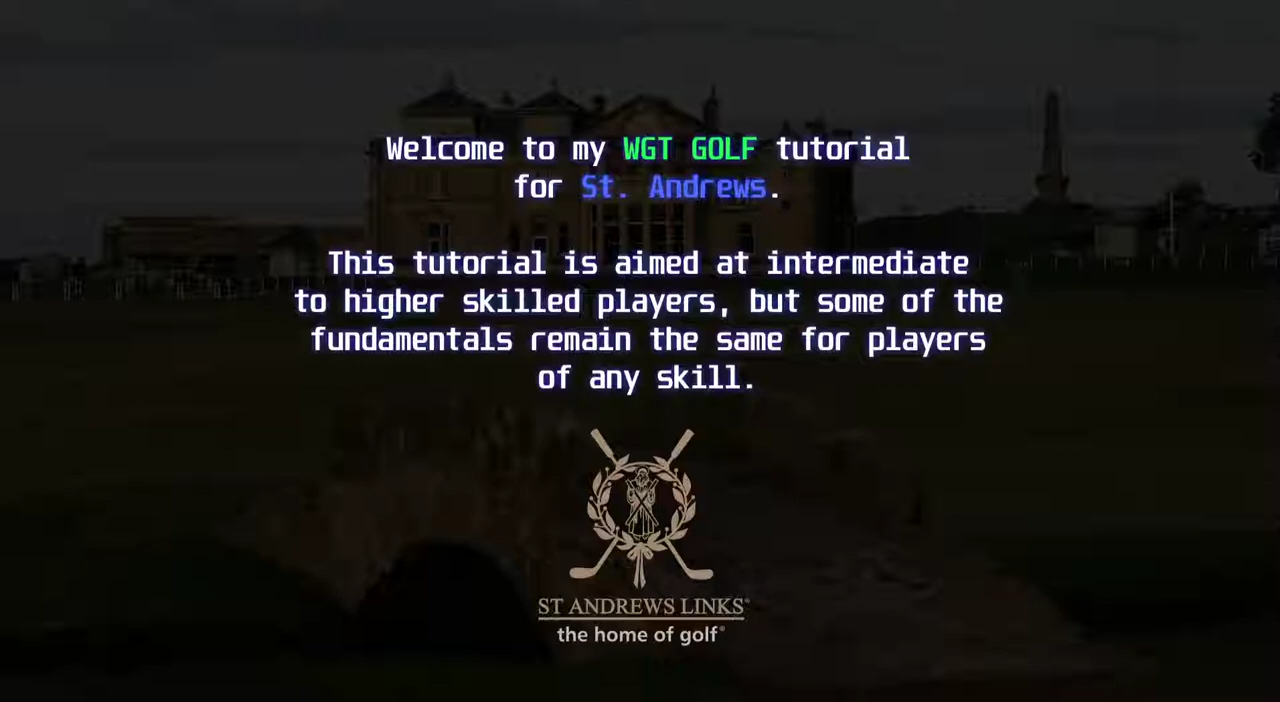 Welcome to my WGT GOLF tutorial
for St. Andrews.
This tutorial is aimed at intermediate
to higher skilled players, but some of the
fundamentals remain the same for players
of any skill.
ST ANDREWS LINKS®
the home of golf®